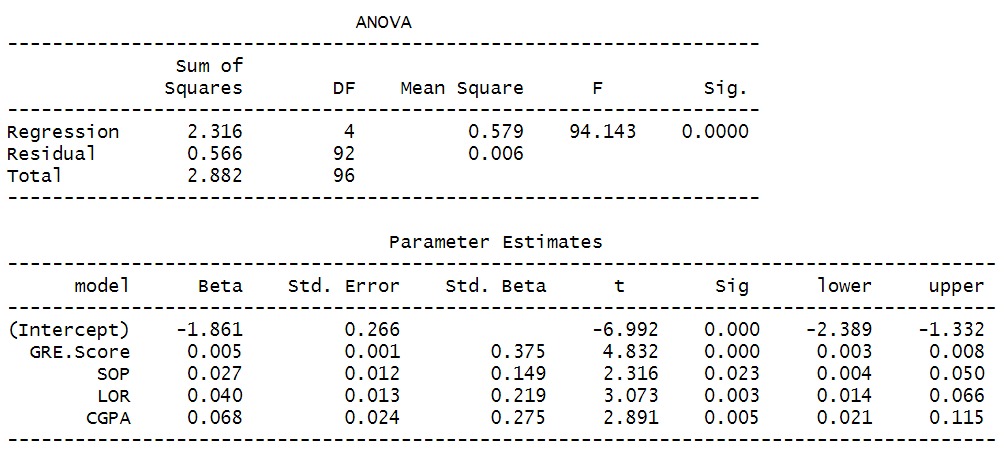 ANOVA
--------------------------------------------------------------------
Sum of
Squares DF Mean Square F Sig.
--------------------------------------------------------------------
Regression 2.316 4 0.579 94.143 0.0000
Residual 0.566 92 0.006
Total 2.882 96
--------------------------------------------------------------------
Parameter Estimates
------------------------------------------------------------------------------------------
model Beta Std. Error Std. Beta t Sig lower upper
------------------------------------------------------------------------------------------
(Intercept) -1.861 0.266 -6.992 0.000 -2.389 -1.332
GRE.Score 0.005 0.001 0.375 4.832 0.000 0.003 0.008
SOP 0.027 0.012 0.149 2.316 0.023 0.004 0.050
LOR 0.040 0.013 0.219 3.073 0.003 0.014 0.066
CGPA 0.068 0.024 0.275 2.891 0.005 0.021 0.115
------------------------------------------------------------------------------------------